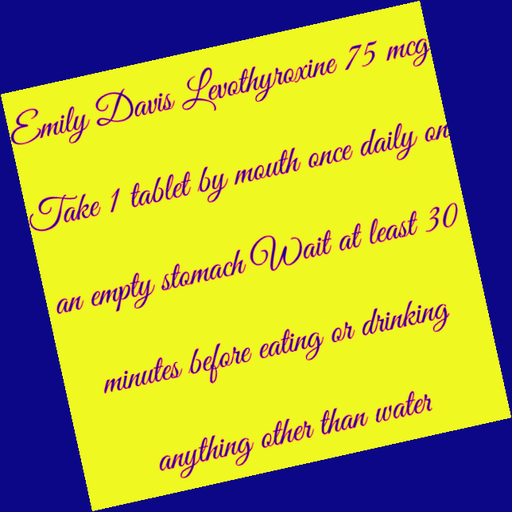 Emily Davis Levothyroxine 75 mcg
Take 1 tablet by mouth once daily on
an empty stomach Wait at least 30
minutes before eating or drinking
anything other than water